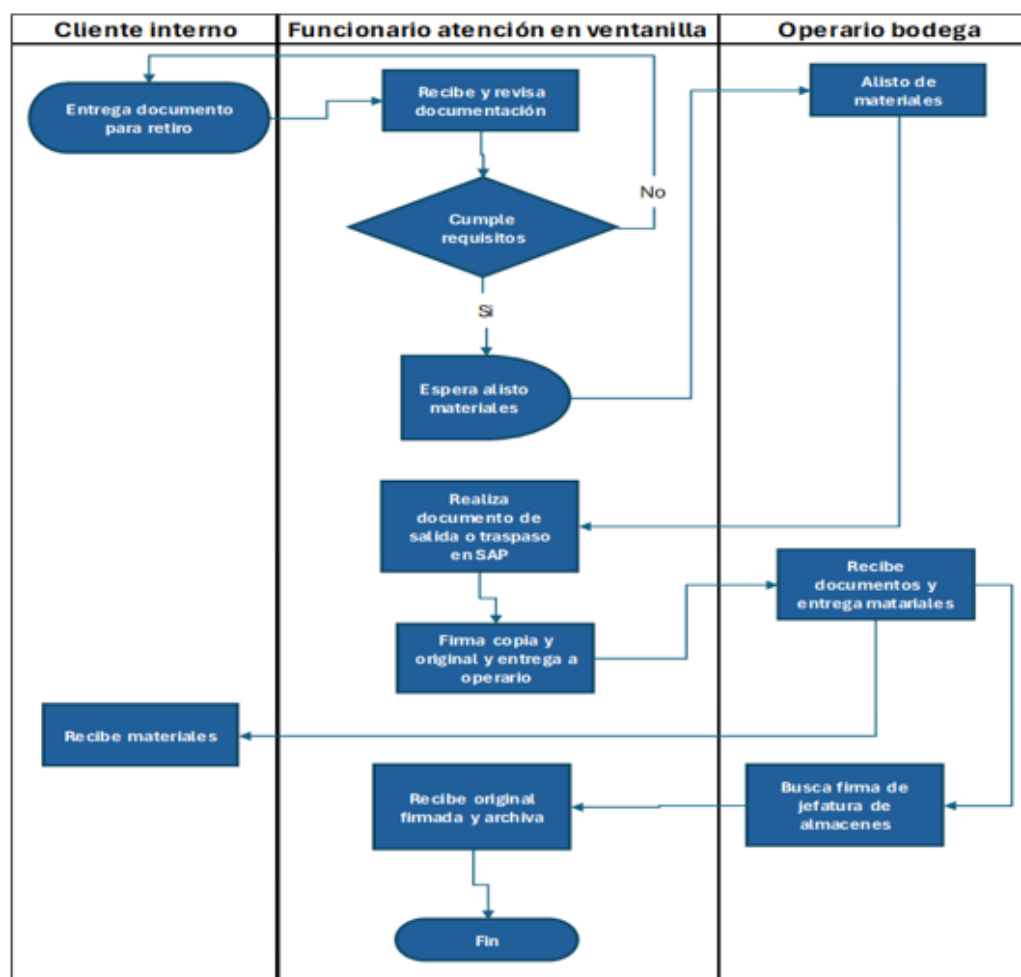 Cliente interno
Funcionario atención en ventanilla
Operario bodega
Entrega documento
para retiro
Recibe y revisa
documentación
Alisto de
materiales
No
Cumple
requisitos
Si
Espera alisto
materiales
Realiza
documento de
salida o traspaso
en SAP
Recibe
documentos y
entrega matariales
Firma copia y
original y entrega a
operario
Recibe materiales
Recibe original
firmada y archiva
Busca firma de
jefatura de
almacenes
Fin